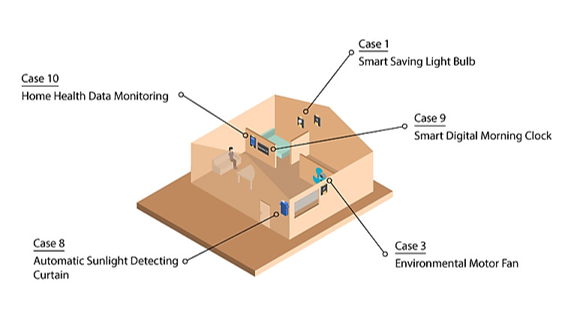 Case 1
Smart Saving Light Bulb
Case 10
Home Health Data Monitoring
Case 9
Smart Digital Morning Clock
Case 8
Automatic Sunlight Detecting
Curtain
Case 3
Environmental Motor Fan